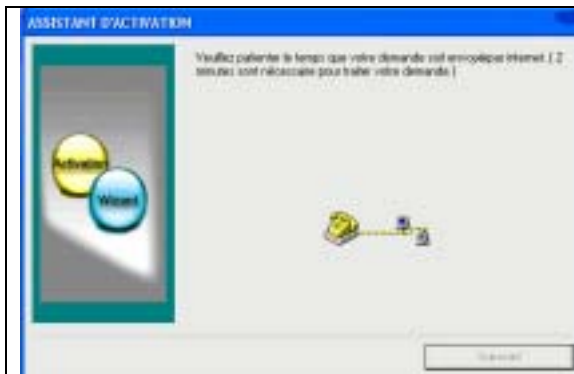 ASSISTANT D'ACTIVATION
Veuillez patienter le temps que votre demande soit envoyée par internet. ( 2
minutes sont nécessaire pour traiter votre demande.)
Activation
Wizard